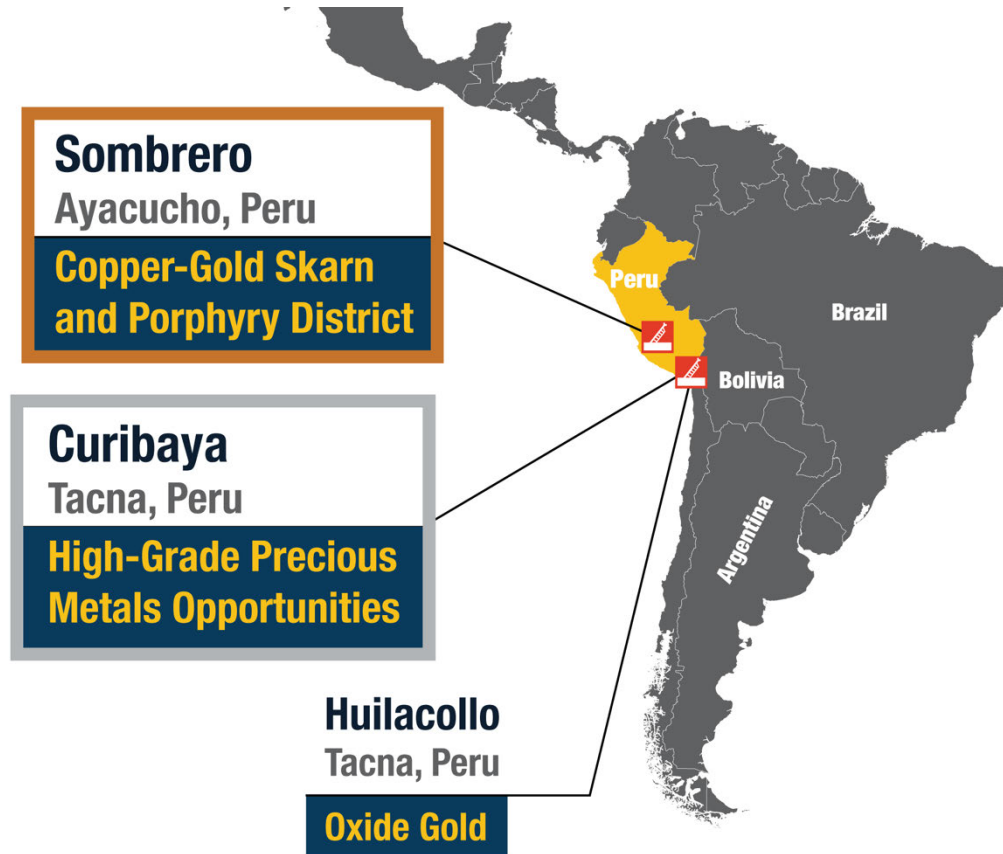 Sombrero
Ayacucho, Peru
Copper-Gold Skarn
and Porphyry District
Curibaya
Tacna, Peru
High-Grade Precious
Metals Opportunities
Huilacollo
Tacna, Peru
Oxide Gold
Peru
Brazil
Bolivia
Argentina